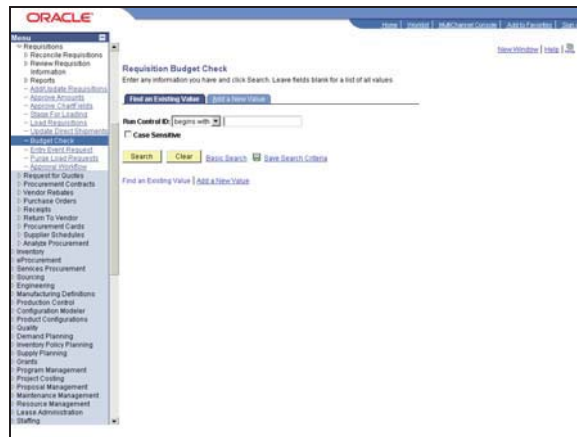 ORACLE
Home | Worklist | MultiChannel Console | Add to Favorites | Sign
Menu
Requisitions
Reconcile Requisitions
Review Requisition
Information
Reports
Add/Update Requisitions
Approve Amounts
Approve ChartFields
Stage For Loading
Load Requisitions
Update Direct Shipments
Budget Check
Entry Event Request
Purge Load Requests
Approval Workflow
Request for Quotes
Procurement Contracts
Vendor Rebates
Purchase Orders
Receipts
Return To Vendor
Procurement Cards
Supplier Schedules
Analyze Procurement
Inventory
eProcurement
Services Procurement
Sourcing
Engineering
Manufacturing Definitions
Production Control
Configuration Modeler
Product Configurations
Quality
Demand Planning
Inventory Policy Planning
Supply Planning
Grants
Program Management
Project Costing
Proposal Management
Maintenance Management
Resource Management
Lease Administration
Staffing
New Window | Help |
Requisition Budget Check
Enter any information you have and click Search. Leave fields blank for a list of all values.
Find an Existing Value Add a New Value
Run Control ID: begins with
Case Sensitive
Search Clear Basic Search Save Search Criteria
Find an Existing Value | Add a New Value